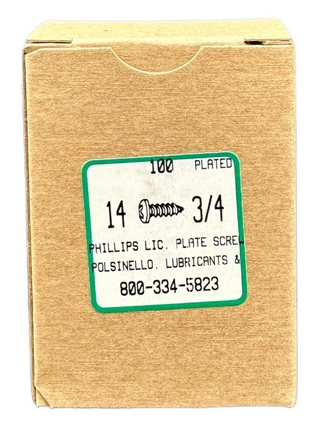 100 PLATED
14 3/4
PHILLIPS LIC. PLATE SCREW
POLSINELLO. LUBRICANTS &
800-334-5823